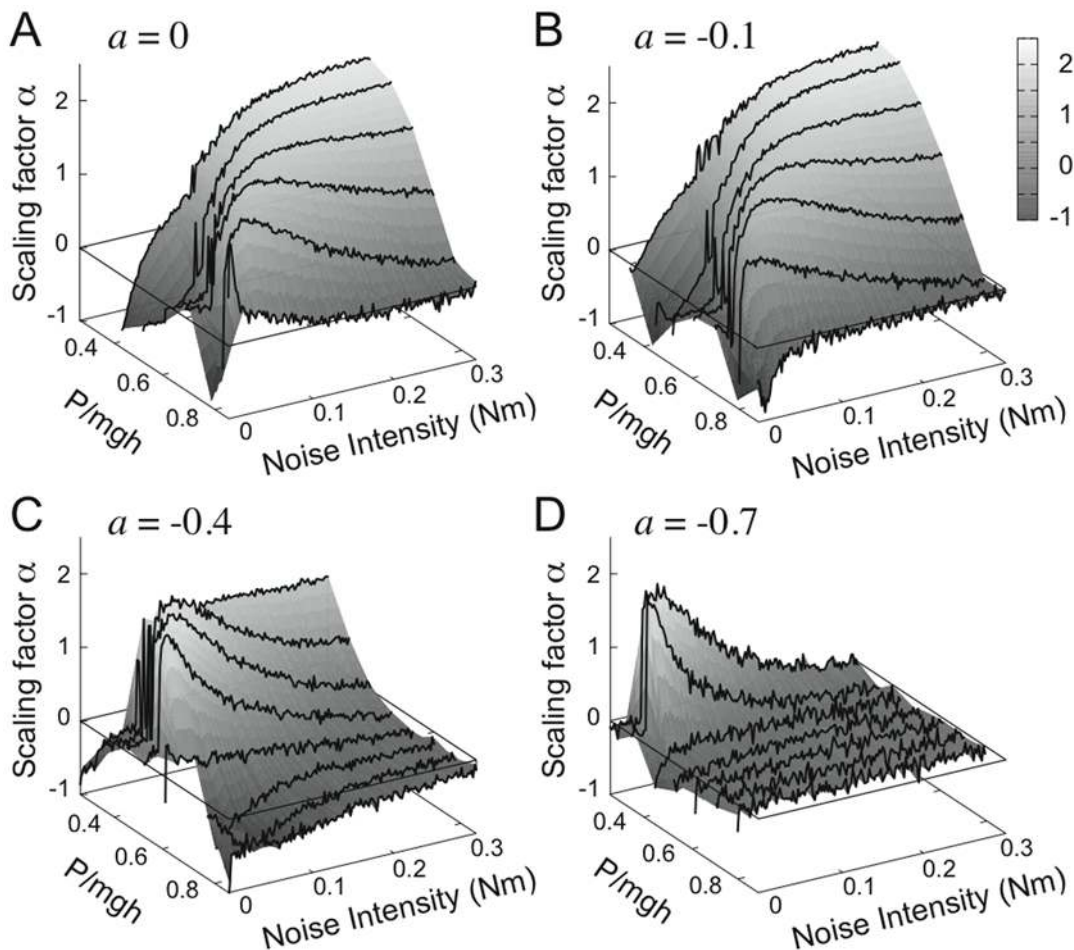 A
a = 0
Scaling factor α
2
1
0
-1
0.4
0.6
0.8
P/mgh
0
0.1
0.2
0.3
Noise Intensity (Nm)
B
a = -0.1
Scaling factor α
2
1
0
-1
0.4
0.6
0.8
P/mgh
0
0.1
0.2
0.3
Noise Intensity (Nm)
2
1
0
-1
C
a = -0.4
Scaling factor α
2
1
0
-1
0.4
0.6
0.8
P/mgh
0
0.1
0.2
0.3
Noise Intensity (Nm)
D
a = -0.7
Scaling factor α
2
1
0
-1
0.4
0.6
0.8
P/mgh
0
0.1
0.2
0.3
Noise Intensity (Nm)